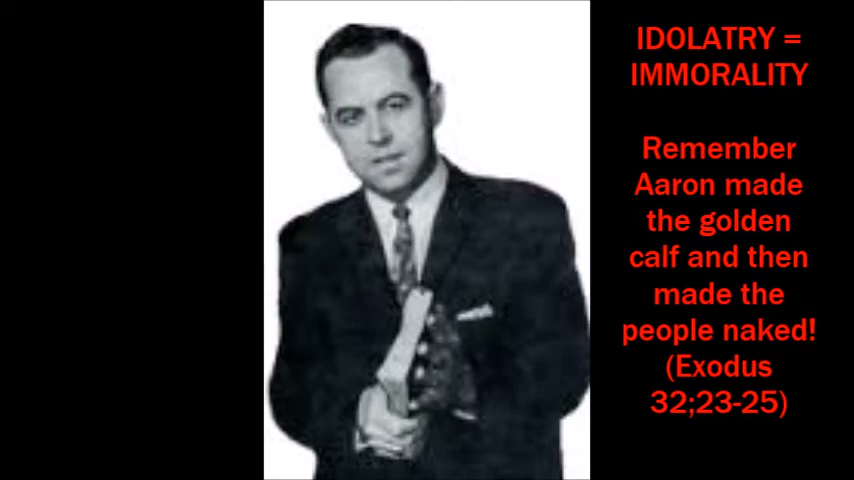 IDOLATRY =
IMMORALITY
Remember
Aaron made
the golden
calf and then
made the
people naked!
(Exodus
32;23-25)